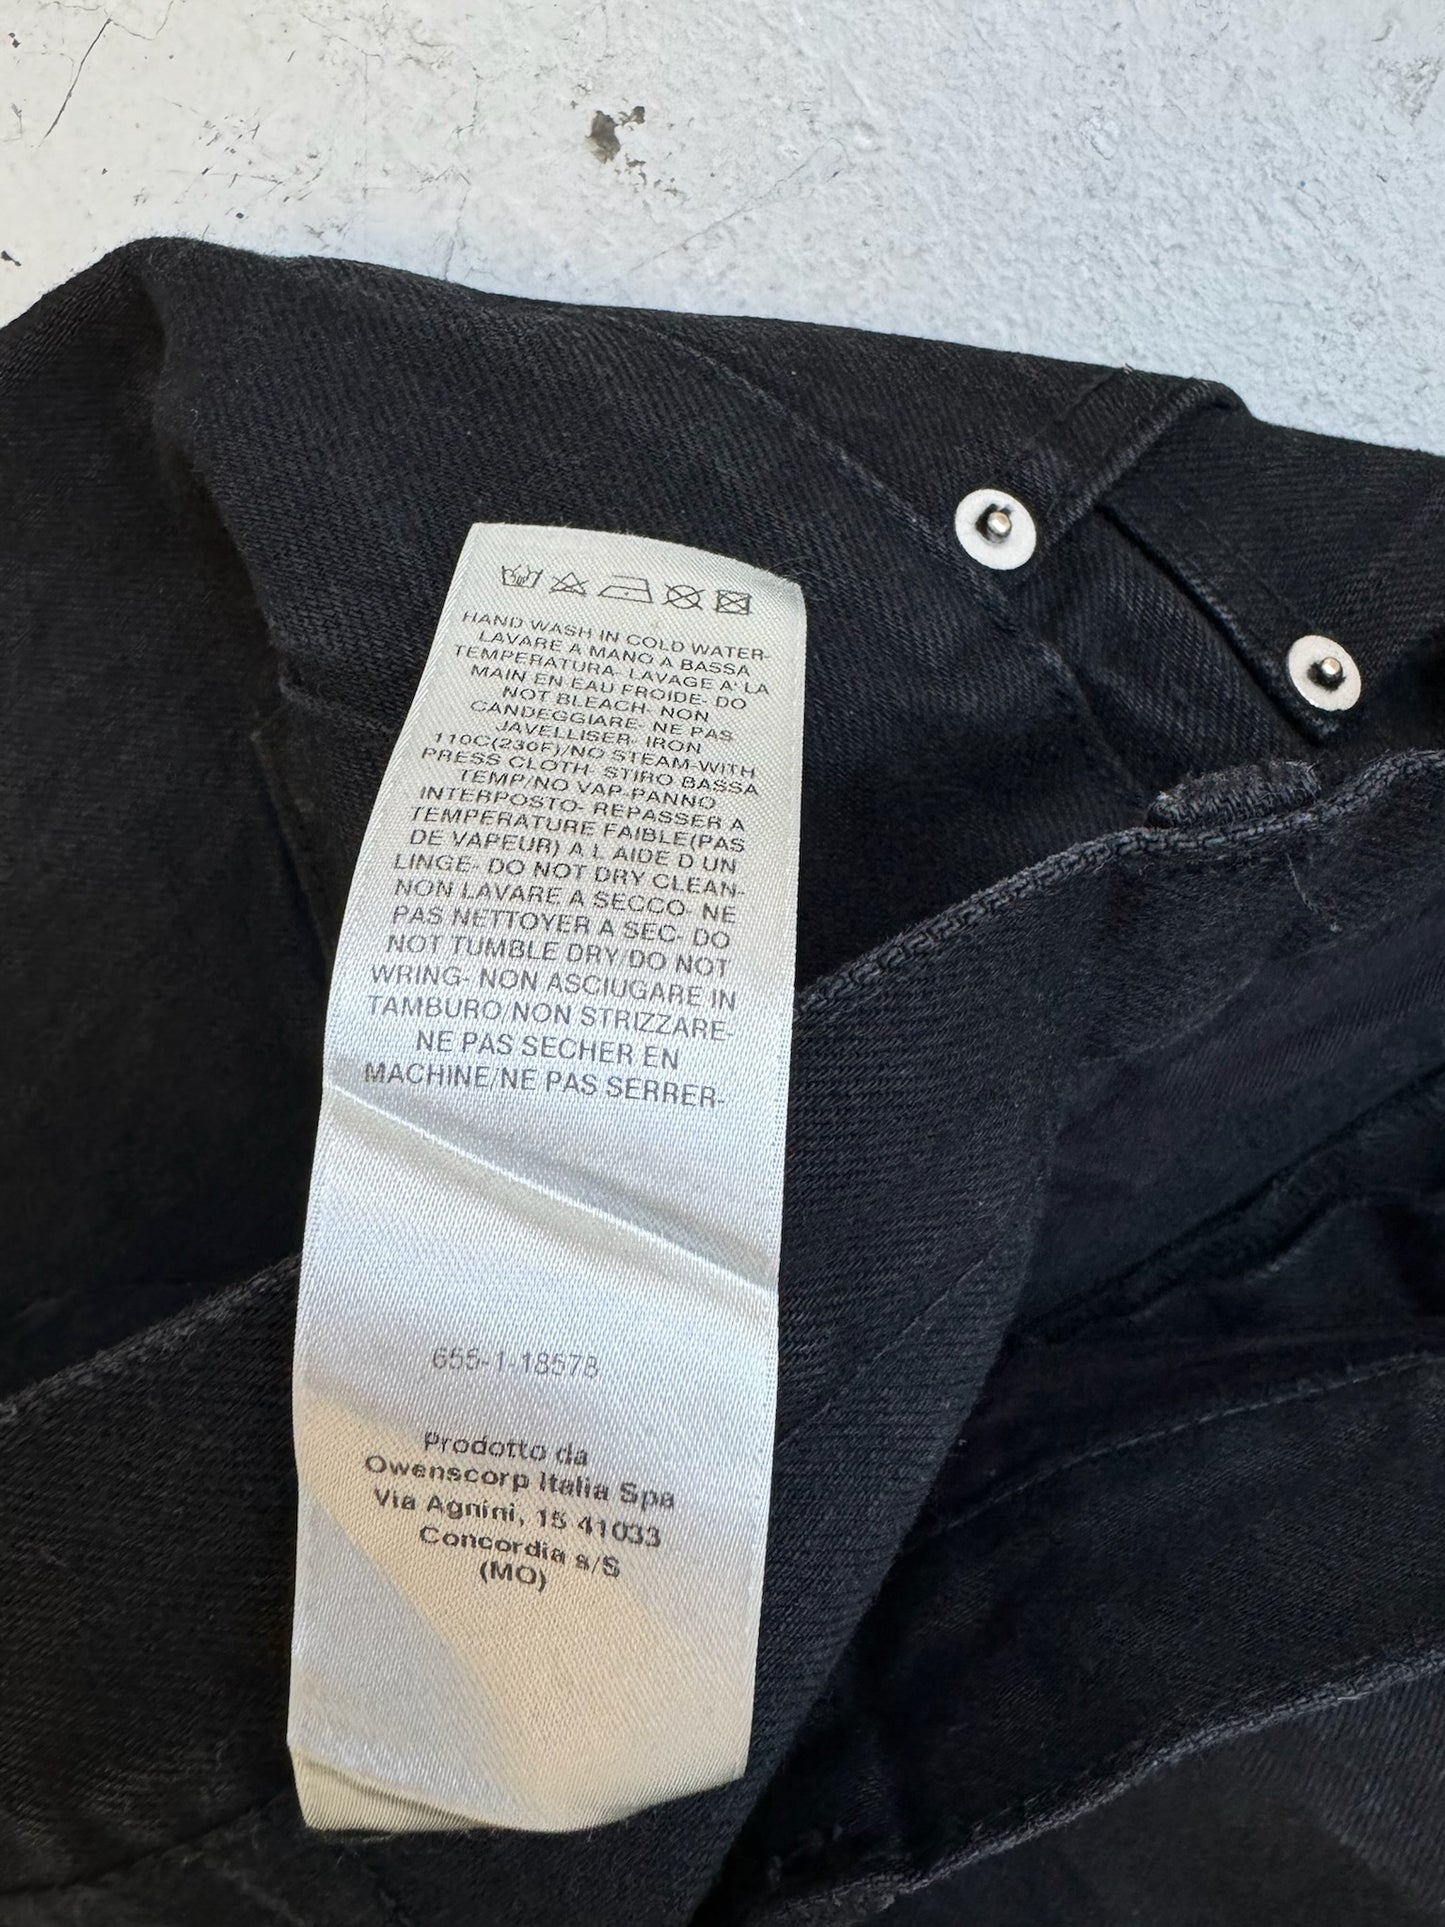 HAND WASH IN COLD WATER-
LAVARE A MANO A BASSA
TEMPERATURA- LAVAGE A' LA
MAIN EN EAU FROIDE- DO
NOT BLEACH- NON
CANDEGGIARE- NE PAS
JAVELLISER. IRON
110C(230F)/NO STEAM-WITH
PRESS CLOTH- STIRO BASSA
TEMP/NO VAP-PANNO
INTERPOSTO- REPASSER A
TEMPERATURE FAIBLE(PAS
DE VAPEUR) A L AIDE D UN
LINGE- DO NOT DRY CLEAN-
NON LAVARE A SECCO- NE
PAS NETTOYER A SEC- DO
NOT TUMBLE DRY/DO NOT
WRING- NON ASCIUGARE IN
TAMBURO/NON STRIZZARE-
NE PAS SECHER EN
MACHINE/NE PAS SERRER-
655-1-18578
Prodotto da
Owenscorp Italia Spa
Via Agnini, 15 41033
Concordia s/S
(MO)